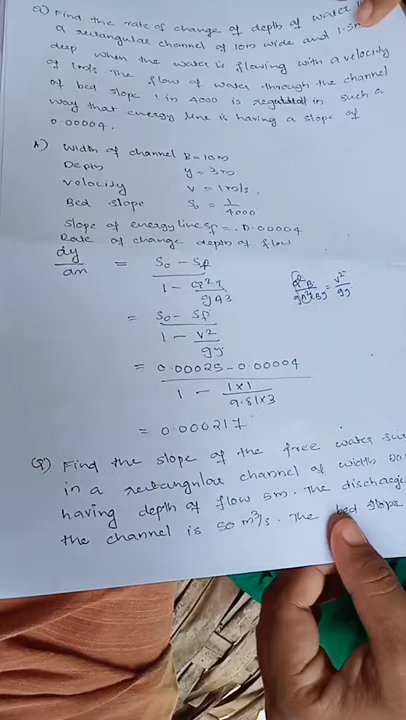 Q) Find the rate of change of depth of water
a rectangular channel of 10m wide and 1.5m
deep when the water is flowing with a velocity
of 1m/s. The flow of water through the channel
of bed slope 1 in 4000 is in such a
way that energy line is having a slope of
0.00004.
A) Width of channel B = 10m
Depth y = 3m
Velocity V = 1m/s.
Bed slope S0 = 1/4000
Slope of energy line Sf = .0.00004
Rate of change depth of flow
dy/dn = (S0 - Sf)/(1 - Q²T/gA3)
= (S0 - Sf)/(1 - V²/gy) = V²/gy
= (0.00025 - 0.00004)/(1 - (1×1)/(9.81×3))
= 0.000217
Q) Find the slope of the free water
in a rectangular channel of width 20
having depth of flow 5m. The discharge
the channel is 50 m³/s. The bed slope